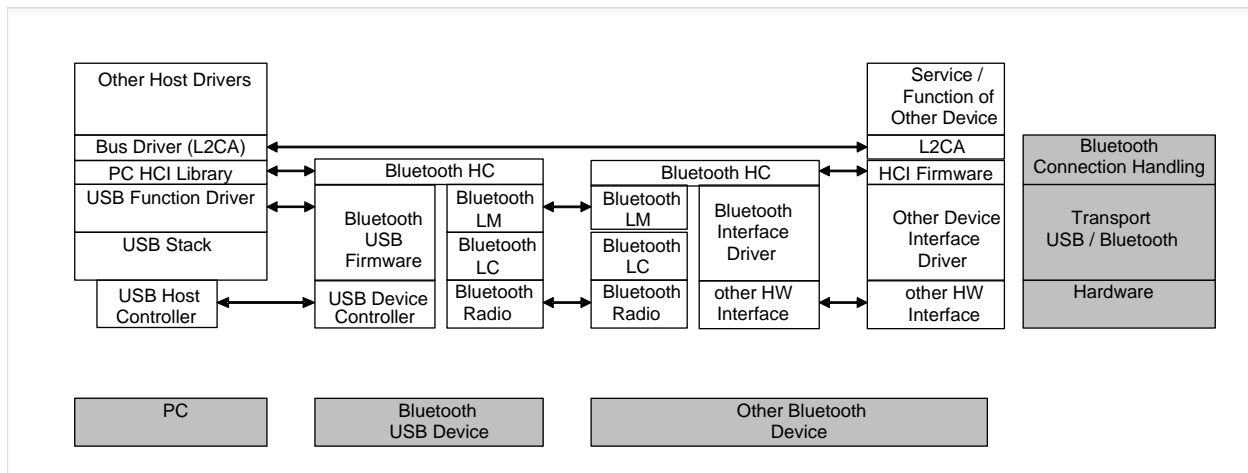 Other Host Drivers
Bus Driver (L2CA)
PC HCI Library
USB Function Driver
USB Stack
USB Host
Controller
Bluetooth HC
Bluetooth
USB
Firmware
USB Device
Controller
Bluetooth
LM
Bluetooth
LC
Bluetooth
Radio
Bluetooth HC
Bluetooth
LM
Bluetooth
LC
Bluetooth
Radio
Bluetooth
Interface
Driver
other HW
Interface
Service /
Function of
Other Device
L2CA
HCI Firmware
Other Device
Interface
Driver
other HW
Interface
Bluetooth
Connection Handling
Transport
USB / Bluetooth
Hardware
PC
Bluetooth
USB Device
Other Bluetooth
Device